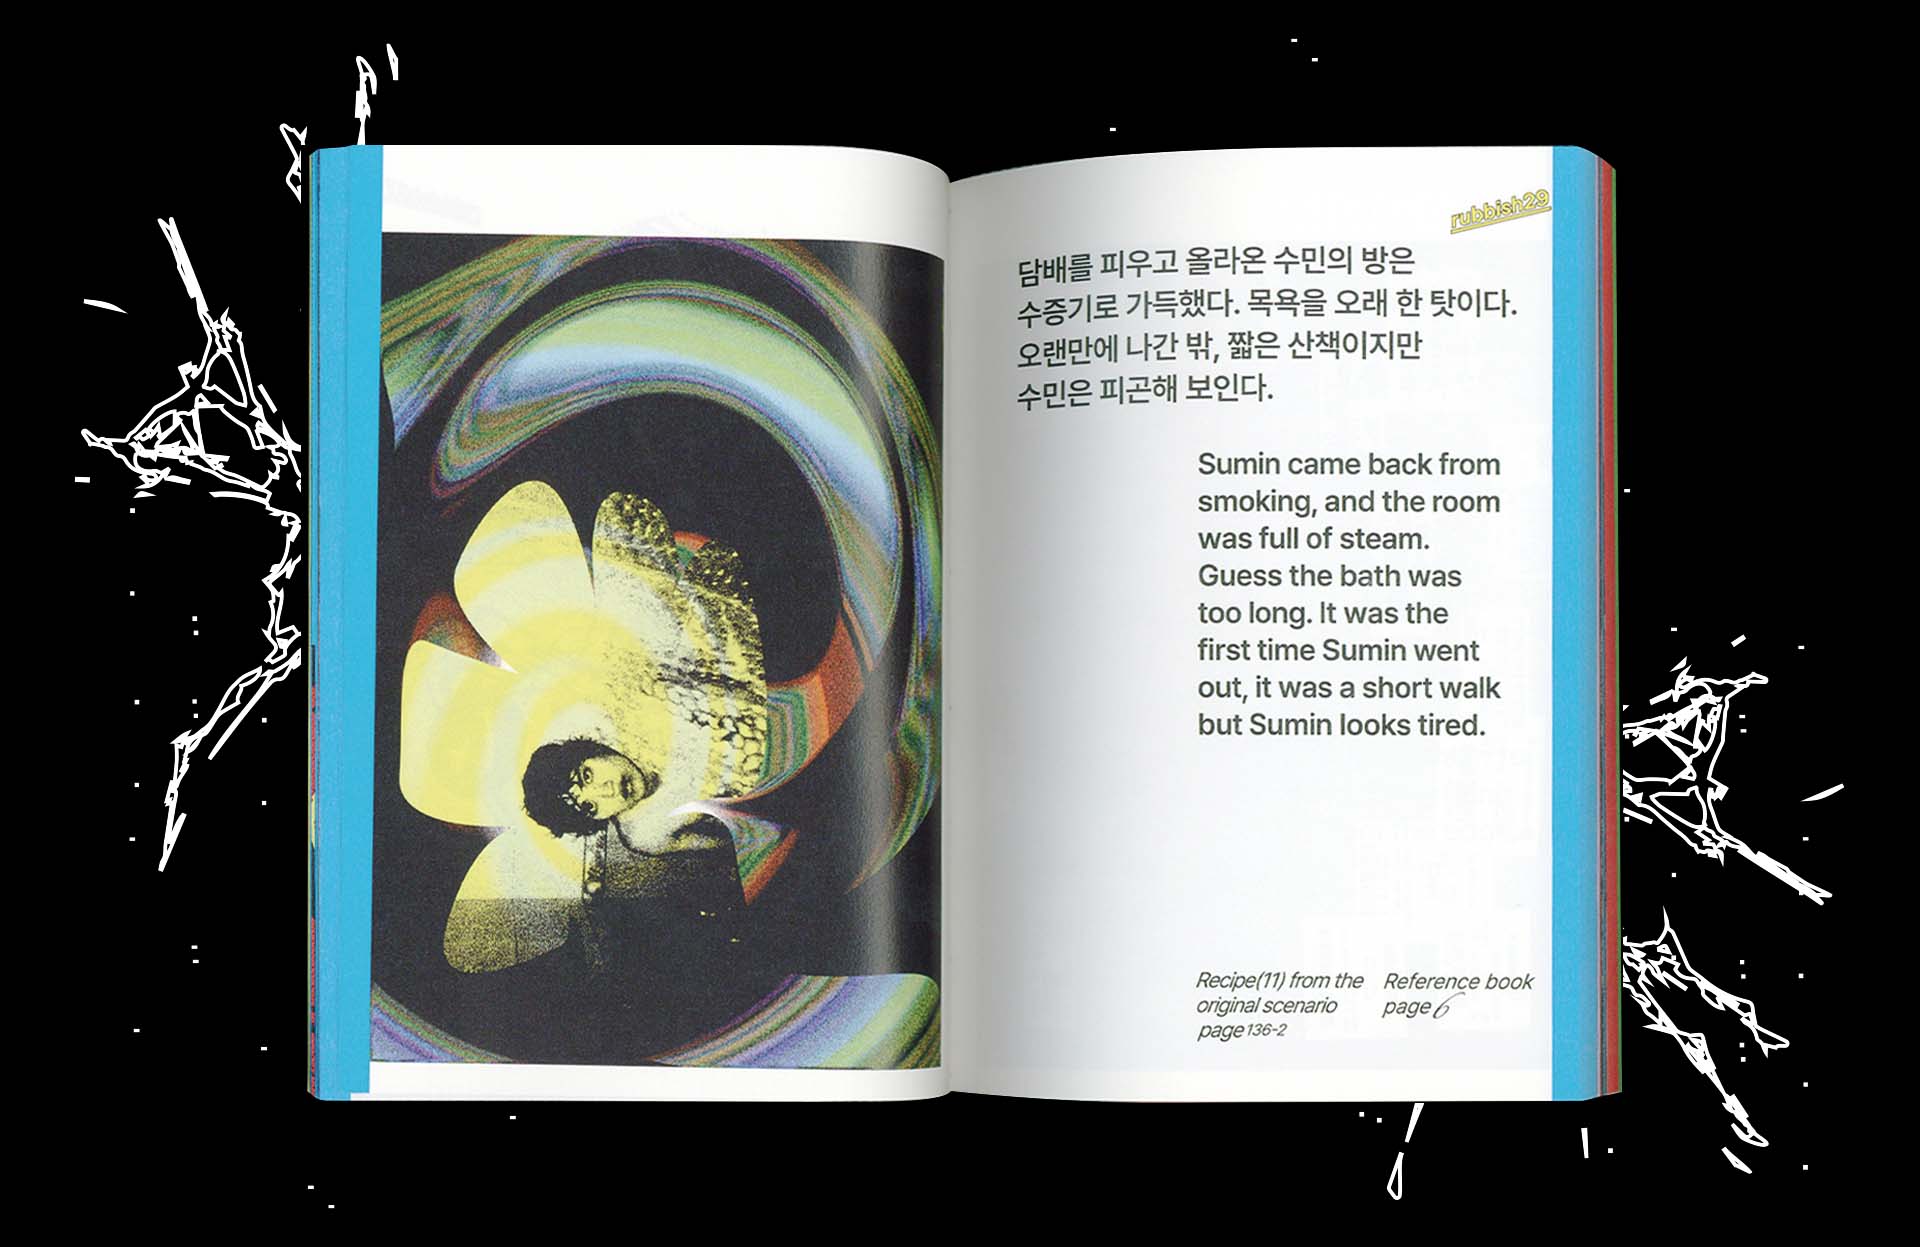 rubbish29
담배를 피우고 올라온 수민의 방은
수증기로 가득했다. 목욕을 오래 한 탓이다.
오랜만에 나간 밖, 짧은 산책이지만
수민은 피곤해 보인다.
Sumin came back from
smoking, and the room
was full of steam.
Guess the bath was
too long. It was the
first time Sumin went
out, it was a short walk
but Sumin looks tired.
Recipe(11) from the
original scenario
page 136-2
Reference book
page 6